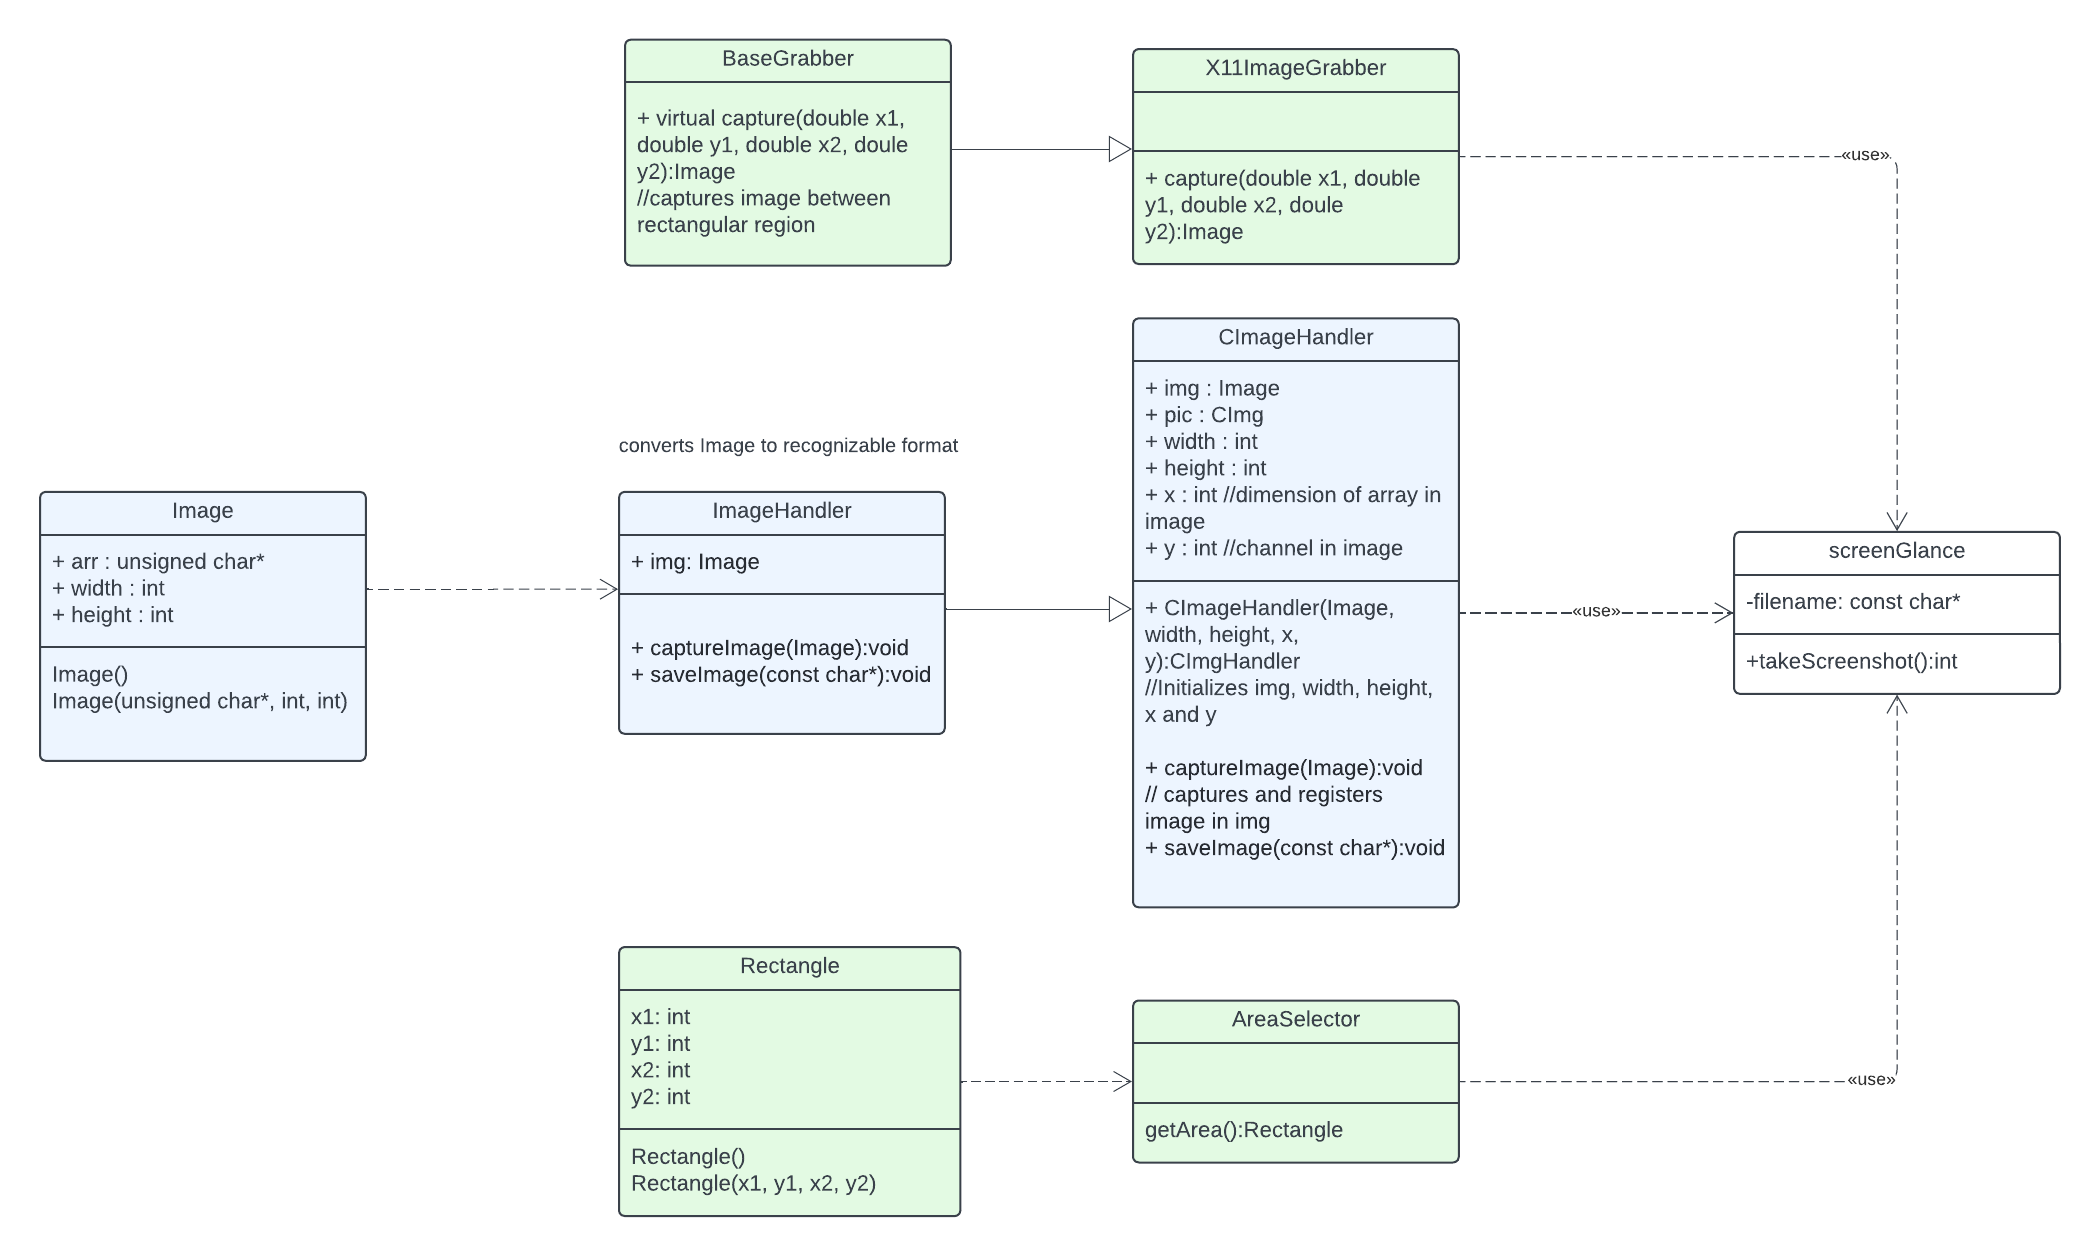 BaseGrabber
+ virtual capture(double x1,
double y1, double x2, doule
y2):Image
//captures image between
rectangular region
X11ImageGrabber
+ capture(double x1, double
y1, double x2, doule
y2):Image
«use»
CImageHandler
+ img : Image
+ pic : CImg
+ width : int
+ height : int
+ x : int //dimension of array in
image
+ y : int //channel in image
+ CImageHandler(Image,
width, height, x,
y):CImgHandler
//Initializes img, width, height,
x and y
+ captureImage(Image):void
// captures and registers
image in img
+ saveImage(const char*):void
converts Image to recognizable format
Image
+ arr : unsigned char*
+ width : int
+ height : int
Image()
Image(unsigned char*, int, int)
ImageHandler
+ img: Image
+ captureImage(Image):void
+ saveImage(const char*):void
«use»
screenGlance
-filename: const char*
+takeScreenshot():int
Rectangle
x1: int
y1: int
x2: int
y2: int
Rectangle()
Rectangle(x1, y1, x2, y2)
AreaSelector
getArea():Rectangle
«use»